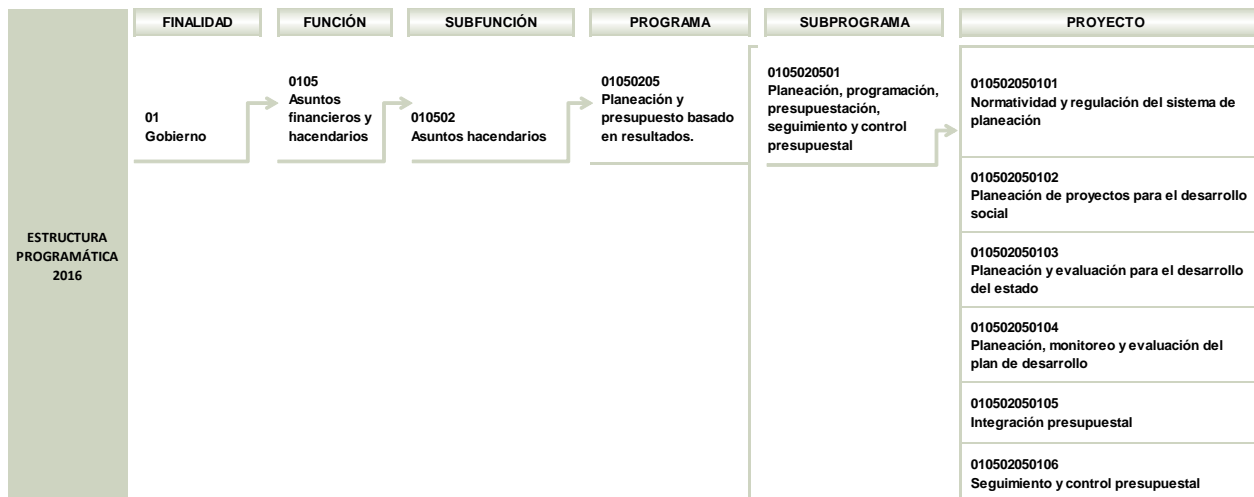 FINALIDAD
FUNCIÓN
SUBFUNCIÓN
PROGRAMA
SUBPROGRAMA
PROYECTO
ESTRUCTURA
PROGRAMÁTICA
2016
01
Gobierno
0105
Asuntos
financieros y
hacendarios
010502
Asuntos hacendarios
01050205
Planeación y
presupuesto basado
en resultados.
0105020501
Planeación, programación,
presupuestación,
seguimiento y control
presupuestal
010502050101
Normatividad y regulación del sistema de
planeación
010502050102
Planeación de proyectos para el desarrollo
social
010502050103
Planeación y evaluación para el desarrollo
del estado
010502050104
Planeación, monitoreo y evaluación del
plan de desarrollo
010502050105
Integración presupuestal
010502050106
Seguimiento y control presupuestal